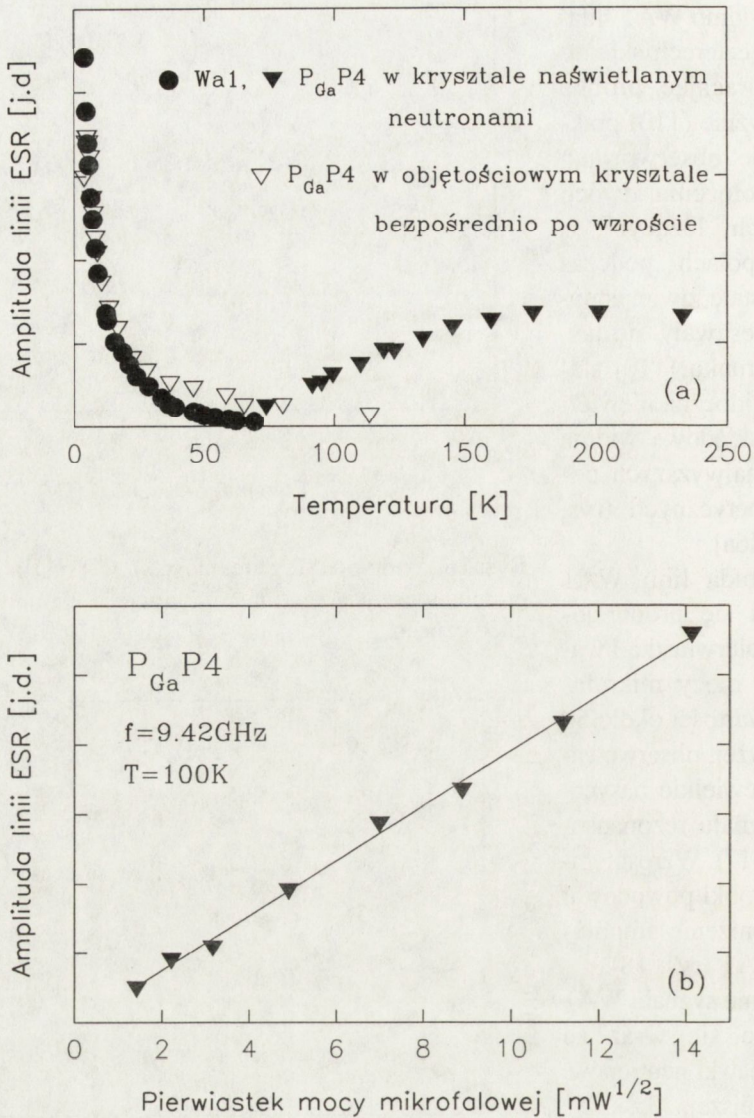 Amplituda linii ESR [j.d]
● Wa1, ▼ P_Ga P4 w krysztale naświetlanym
neutronami
▽ P_Ga P4 w objętościowym krysztale
bezpośrednio po wzroście
(a)
0 50 100 150 200 250
Temperatura [K]
Amplituda linii ESR [j.d.]
P_Ga P4
f=9.42GHz
T=100K
(b)
0 2 4 6 8 10 12 14
Pierwiastek mocy mikrofalowej [mW^1/2]